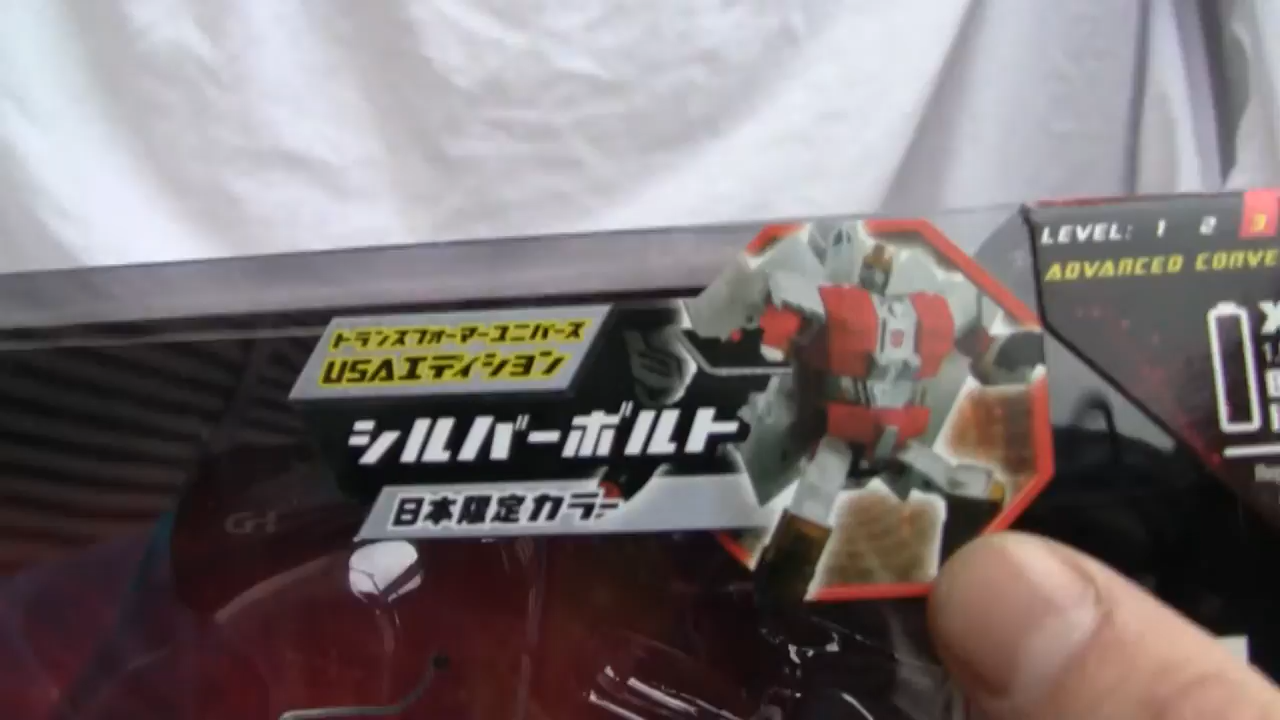 LEVEL: 1 2 3
ADVANCED CONVE
トランスフォーマーユニバース
USAエディション
シルバーボルト
日本限定カラー